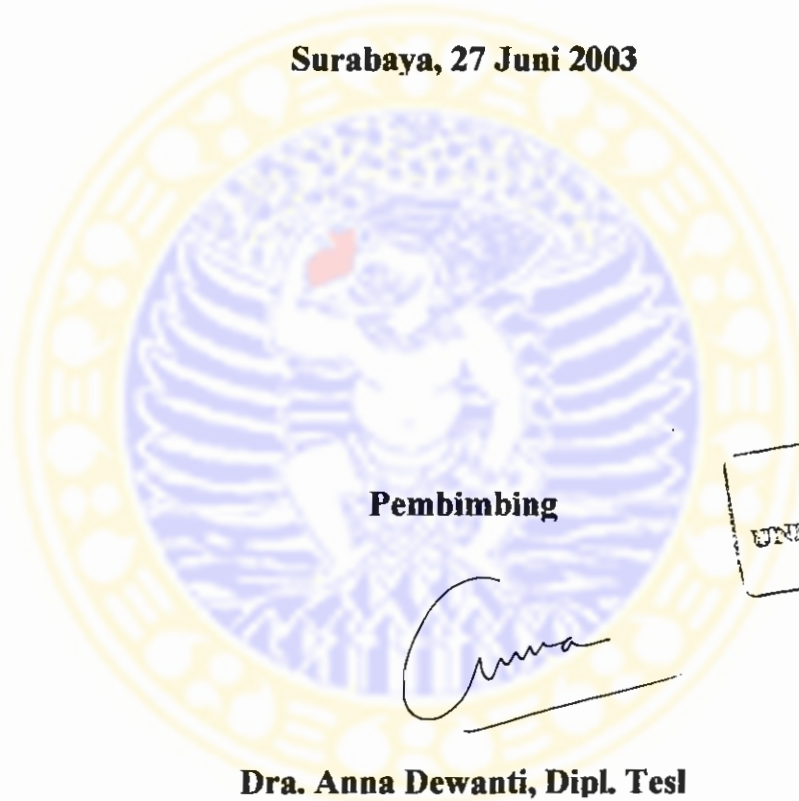 Surabaya, 27 Juni 2003
Pembimbing
Anna
Dra. Anna Dewanti, Dipl. Tesl